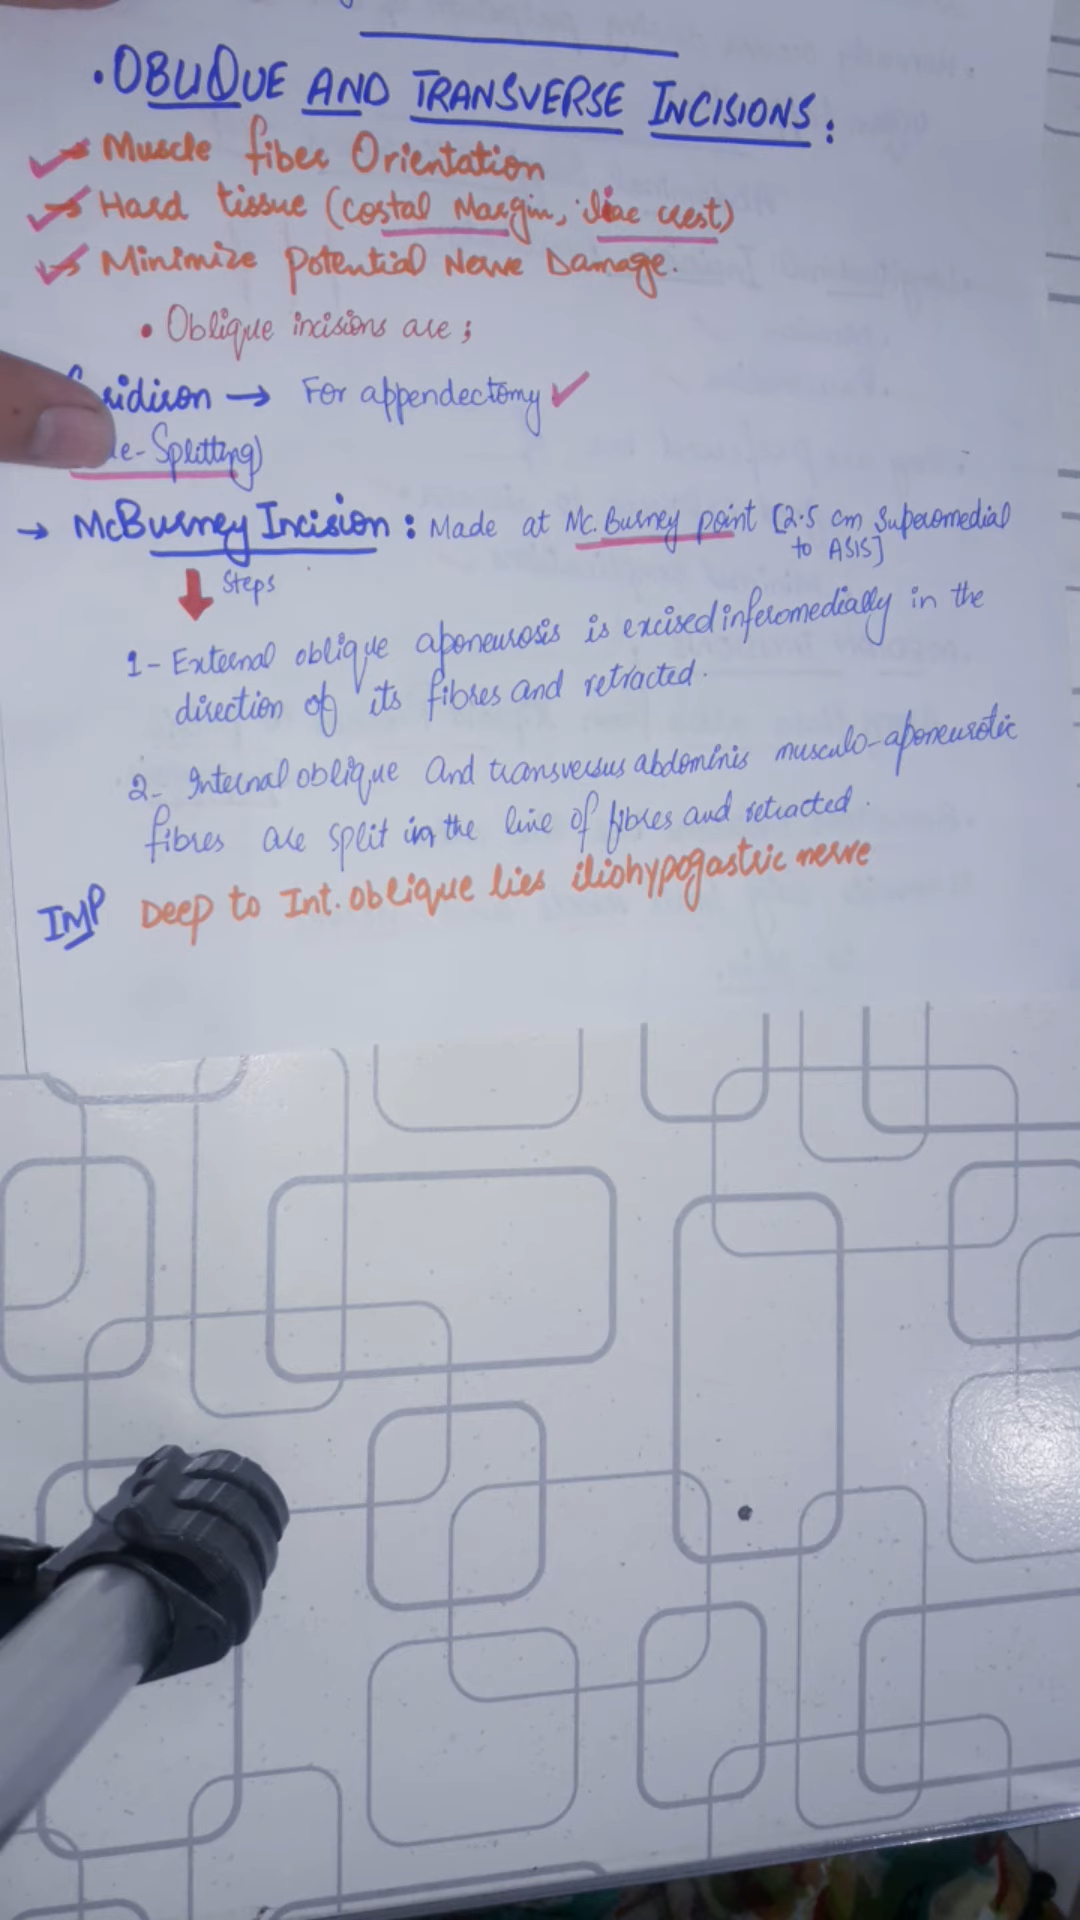 • OBLIQUE AND TRANSVERSE INCISIONS:
→ Muscle fiber Orientation
→ Hard tissue (costal Margin, iliac crest)
→ Minimize potential Nerve Damage.
• Oblique incisions are;
→ For appendectomy
Splitting)
→ McBurney Incision: Made at Mc.Burney point [2.5 cm superomedial
to ASIS]
Steps
1- External oblique aponeurosis is excised inferomedially in the
direction of its fibres and retracted.
2- Internal oblique and transversus abdominis musculo-aponeurotic
fibres are split in the line of fibres and retracted.
IMP Deep to Int. oblique lies iliohypogastric nerve